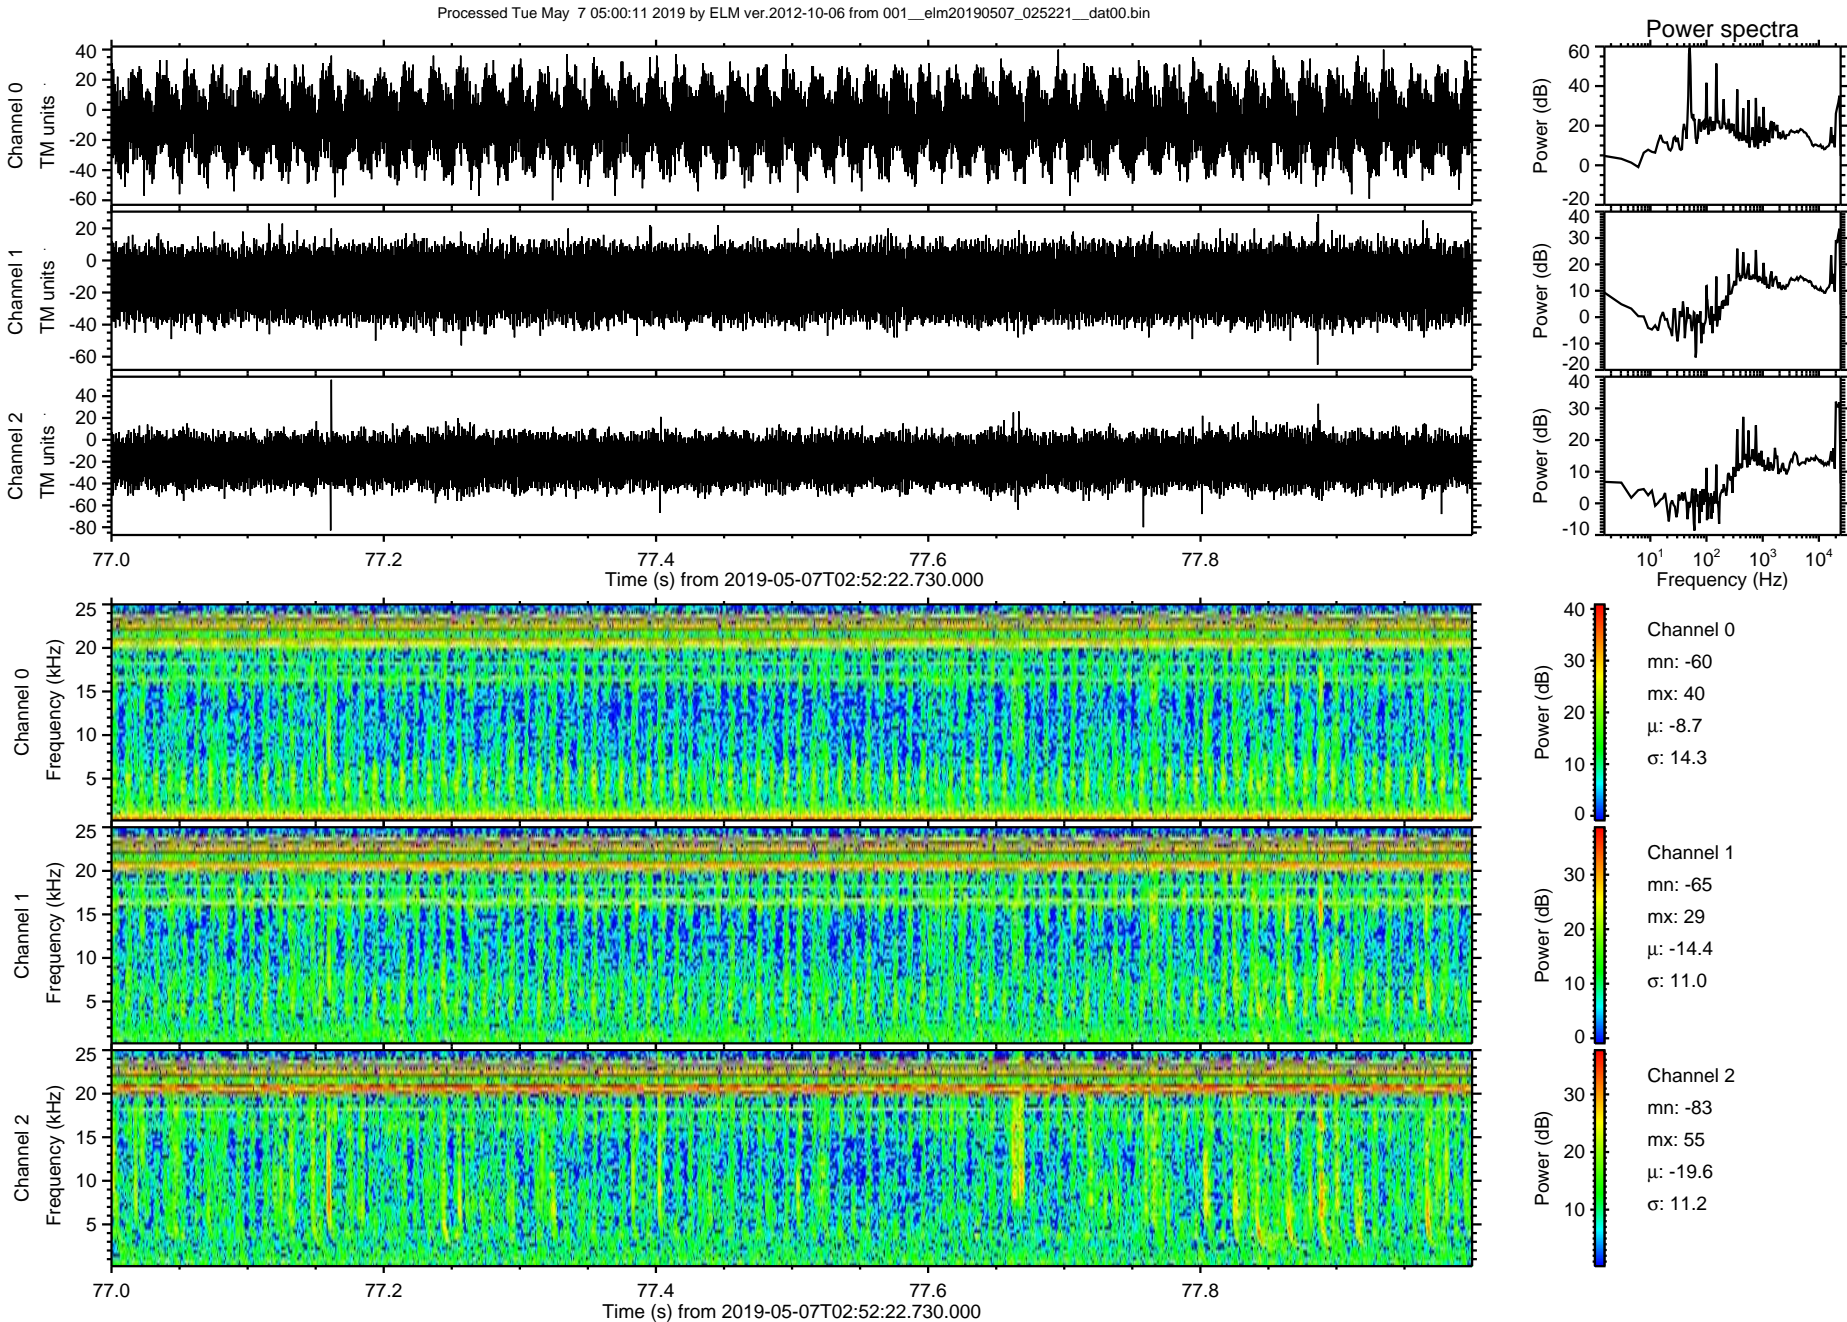 Processed Tue May  7 05:00:11 2019 by ELM ver.2012-10-06 from 001__elm20190507_025221__dat00.bin
Power spectra
Channel 0
TM units
40
20
0
-20
-40
-60
Power (dB)
60
40
20
0
-20
Channel 1
TM units
20
0
-20
-40
-60
Power (dB)
40
30
20
10
0
-10
-20
Channel 2
TM units
40
20
0
-20
-40
-60
-80
Power (dB)
40
30
20
10
0
-10
77.0 77.2 77.4 77.6 77.8
Time (s) from 2019-05-07T02:52:22.730.000
10¹ 10² 10³ 10⁴
Frequency (Hz)
Channel 0
Frequency (kHz)
25
20
15
10
5
Power (dB)
40
30
20
10
0
Channel 0
mn: -60
mx: 40
μ: -8.7
σ: 14.3
Channel 1
Frequency (kHz)
25
20
15
10
5
Power (dB)
30
20
10
0
Channel 1
mn: -65
mx: 29
μ: -14.4
σ: 11.0
Channel 2
Frequency (kHz)
25
20
15
10
5
Power (dB)
30
20
10
Channel 2
mn: -83
mx: 55
μ: -19.6
σ: 11.2
77.0 77.2 77.4 77.6 77.8
Time (s) from 2019-05-07T02:52:22.730.000